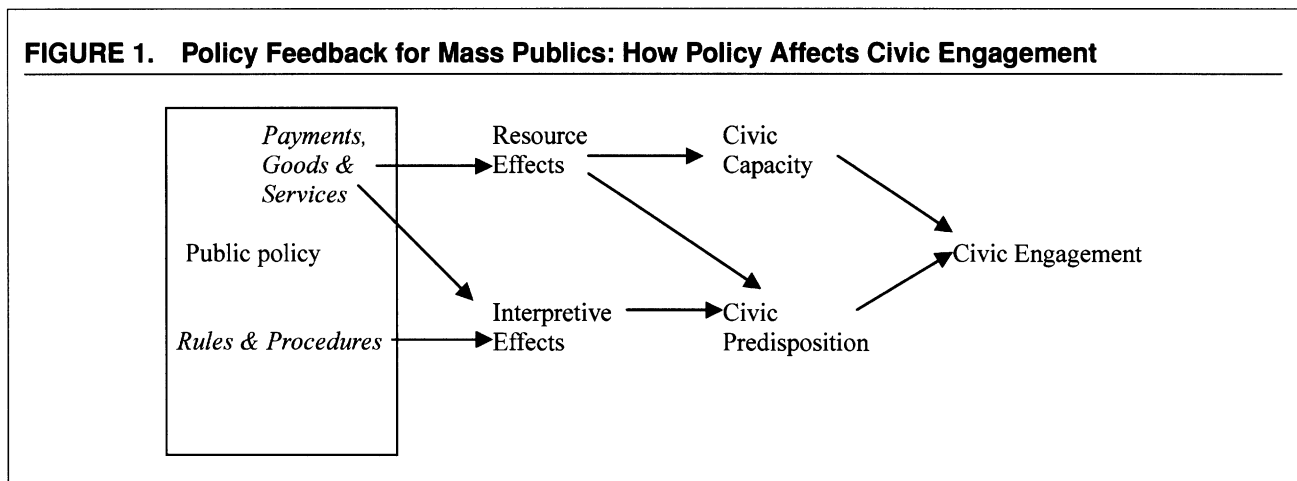 FIGURE 1. Policy Feedback for Mass Publics: How Policy Affects Civic Engagement
Payments,
Goods &
Services
Public policy
Rules & Procedures
Resource
Effects
Interpretive
Effects
Civic
Capacity
Civic
Predisposition
Civic Engagement